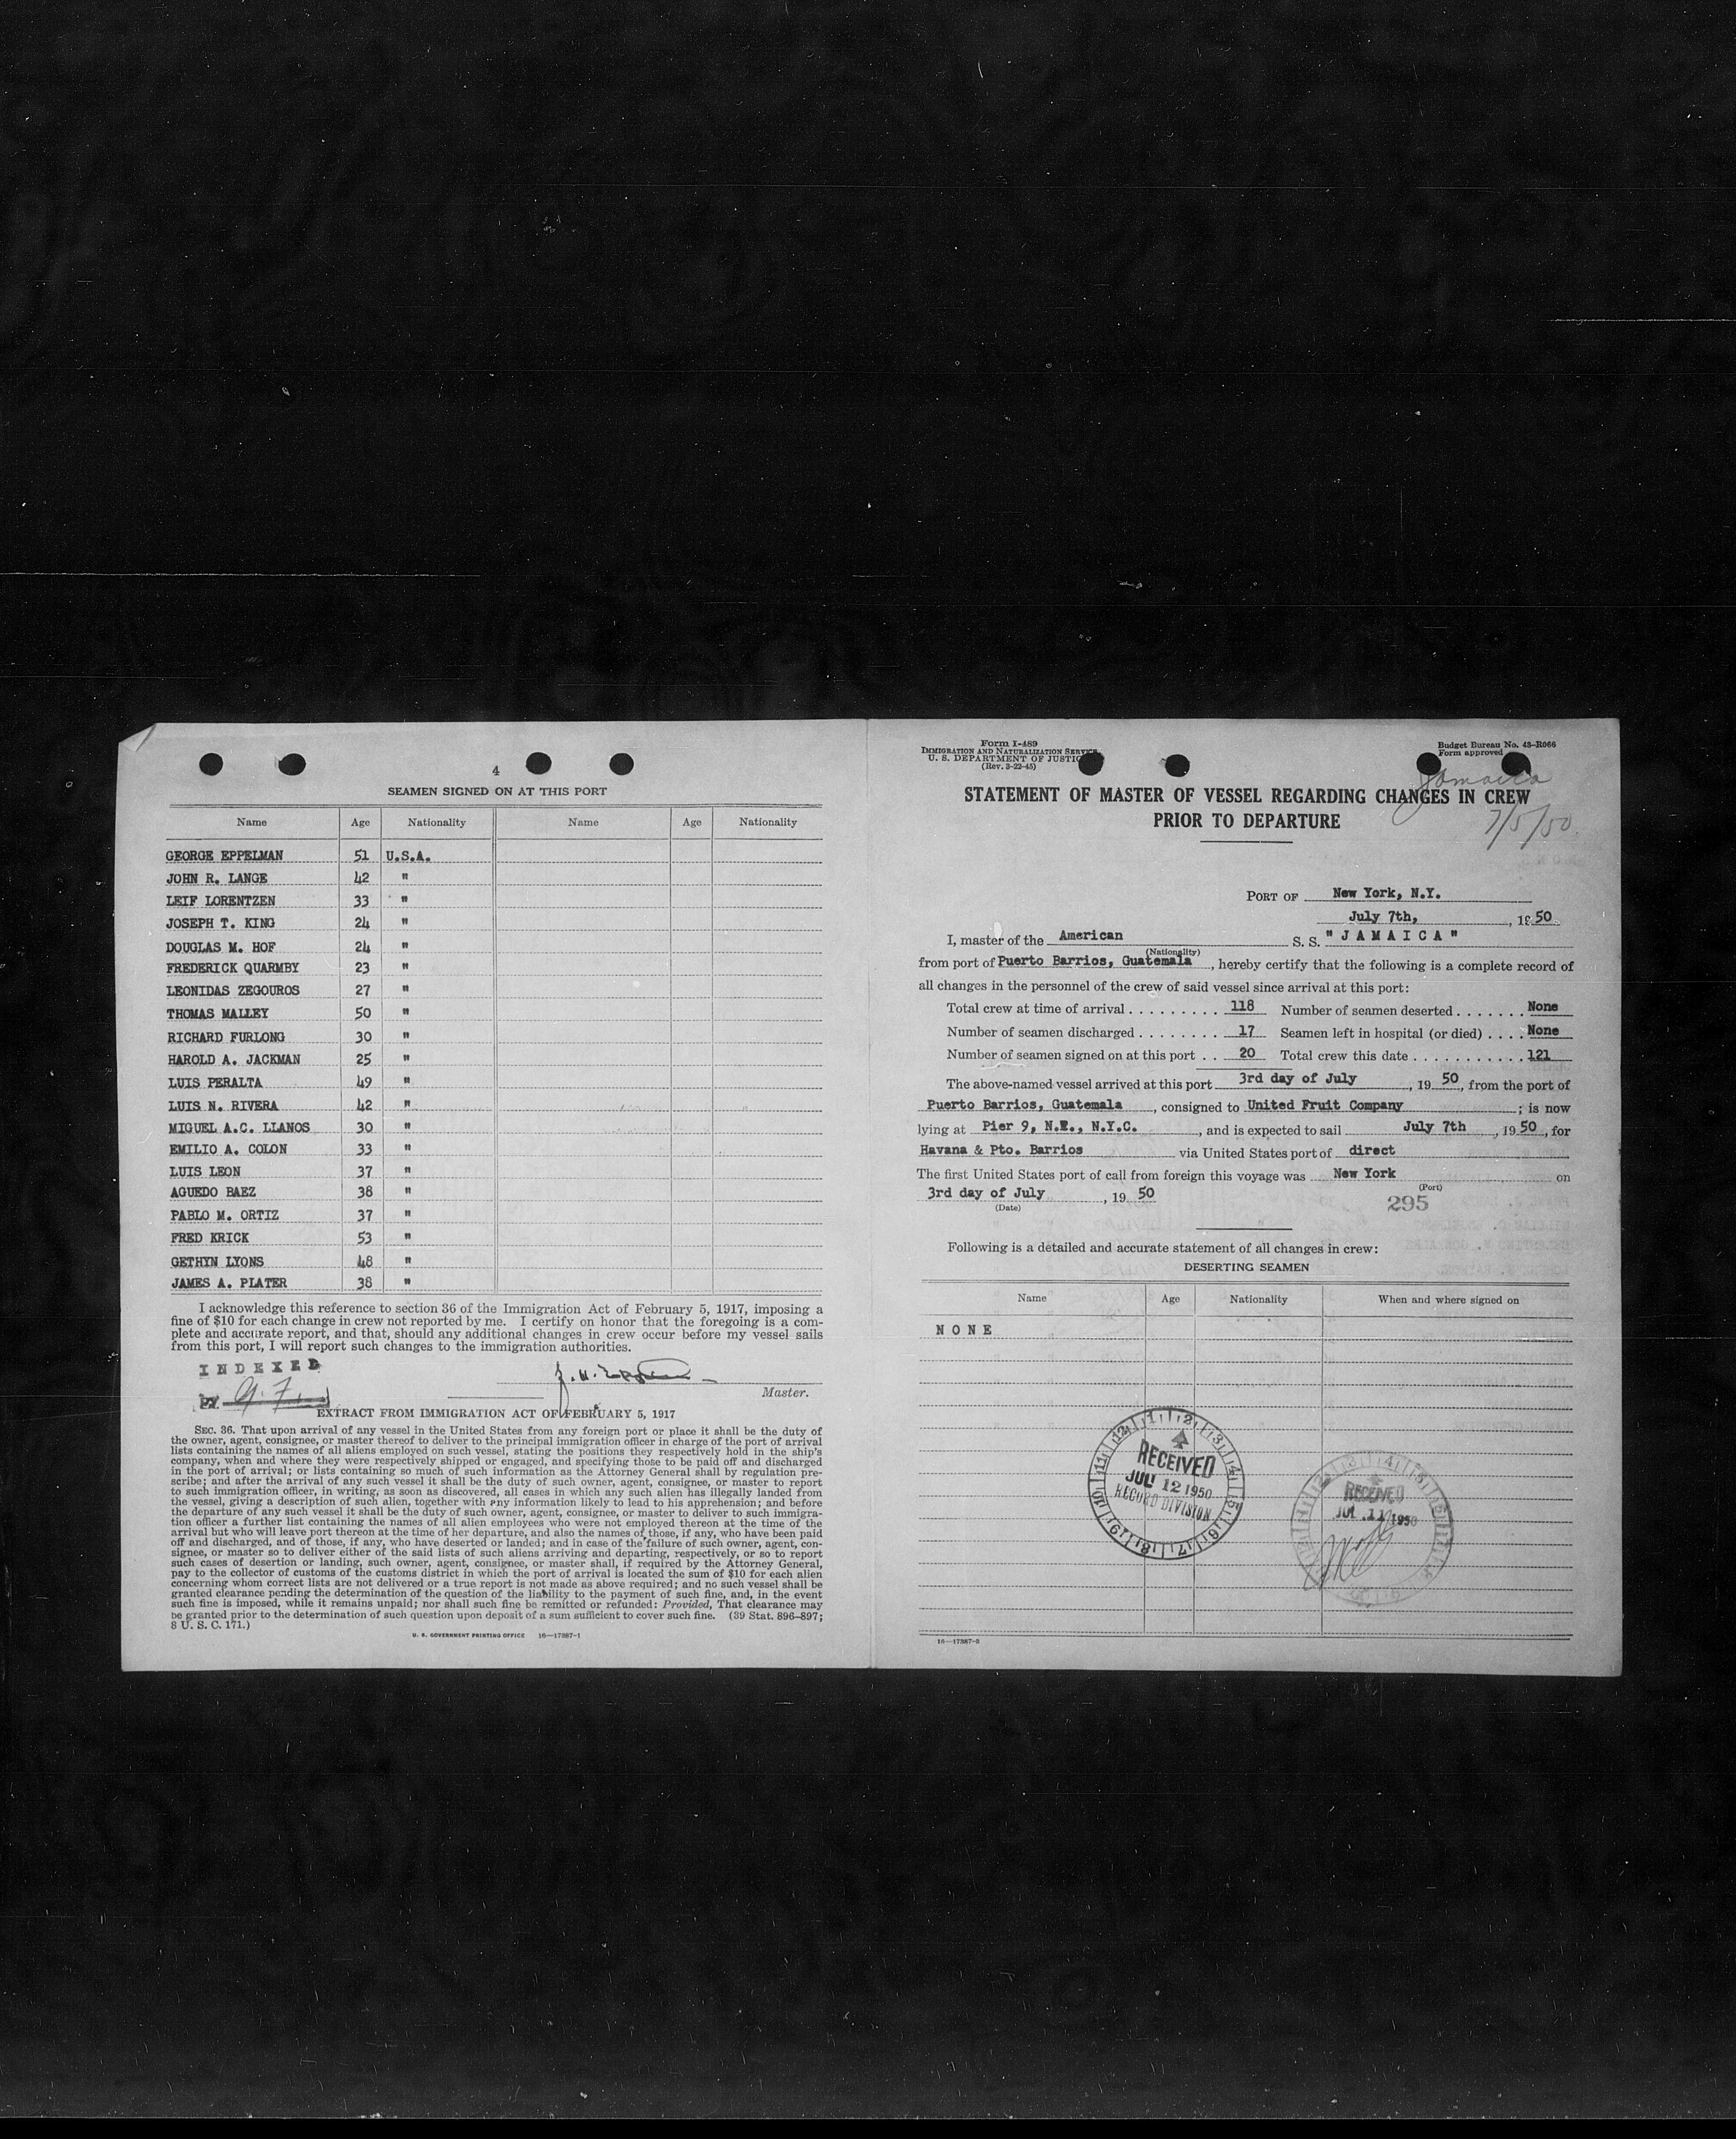 4
SEAMEN SIGNED ON AT THIS PORT
Name Age Nationality Name Age Nationality
GEORGE EPPELMAN 51 U.S.A.
JOHN R. LANGE 42 "
LEIF LORENTZEN 33 "
JOSEPH T. KING 24 "
DOUGLAS M. HOF 24 "
FREDERICK QUARMBY 23 "
LEONIDAS ZEGOUROS 27 "
THOMAS MALLEY 50 "
RICHARD FURLONG 30 "
HAROLD A. JACKMAN 25 "
LUIS PERALTA 49 "
LUIS N. RIVERA 42 "
MIGUEL A.C. LLANOS 30 "
EMILIO A. COLON 33 "
LUIS LEON 37 "
AGUEDO BAEZ 38 "
PABLO M. ORTIZ 37 "
FRED KRICK 53 "
GETHYN LYONS 48 "
JAMES A. PLATER 38 "
I acknowledge this reference to section 36 of the Immigration Act of February 5, 1917, imposing a
fine of $10 for each change in crew not reported by me. I certify on honor that the foregoing is a com-
plete and accurate report, and that, should any additional changes in crew occur before my vessel sails
from this port, I will report such changes to the immigration authorities.
INDEXED
by
Master.
EXTRACT FROM IMMIGRATION ACT OF FEBRUARY 5, 1917
SEC. 36. That upon arrival of any vessel in the United States from any foreign port or place it shall be the duty of
the owner, agent, consignee, or master thereof to deliver to the principal immigration officer in charge of the port of arrival
lists containing the names of all aliens employed on such vessel, stating the positions they respectively hold in the ship's
company, when and where they were respectively shipped or engaged, and specifying those to be paid off and discharged
in the port of arrival; or lists containing so much of such information as the Attorney General shall by regulation pre-
scribe; and after the arrival of any such vessel it shall be the duty of such owner, agent, consignee, or master to report
to such immigration officer, in writing, as soon as discovered, all cases in which any such alien has illegally landed from
the vessel, giving a description of such alien, together with any information likely to lead to his apprehension; and before
the departure of any such vessel it shall be the duty of such owner, agent, consignee, or master to deliver to such immigra-
tion officer a further list containing the names of all alien employees who were not employed thereon at the time of the
arrival but who will leave port thereon at the time of her departure, and also the names of those, if any, who have been paid
off and discharged, and of those, if any, who have deserted or landed; and in case of the failure of such owner, agent, con-
signee, or master so to deliver either of the said lists of such aliens arriving and departing, respectively, or so to report
such cases of desertion or landing, such owner, agent, consignee, or master shall, if required by the Attorney General,
pay to the collector of customs of the customs district in which the port of arrival is located the sum of $10 for each alien
concerning whom correct lists are not delivered or a true report is not made as above required; and no such vessel shall be
granted clearance pending the determination of the question of the liability to the payment of such fine, and, in the event
such fine is imposed, while it remains unpaid; nor shall such fine be remitted or refunded: Provided, That clearance may
be granted prior to the determination of such question upon deposit of a sum sufficient to cover such fine. (39 Stat. 896-897;
8 U. S. C. 171.)
U. S. GOVERNMENT PRINTING OFFICE 16—17387-1
Form I-489
IMMIGRATION AND NATURALIZATION SERVICE
U. S. DEPARTMENT OF JUSTICE
(Rev. 3-22-45)
Budget Bureau No. 43-R066
Form approved
Jamaica
7/5/50
STATEMENT OF MASTER OF VESSEL REGARDING CHANGES IN CREW
PRIOR TO DEPARTURE
PORT OF New York, N.Y.
July 7th, , 19 50
I, master of the American S. S. "JAMAICA"
(Nationality)
from port of Puerto Barrios, Guatemala, hereby certify that the following is a complete record of
all changes in the personnel of the crew of said vessel since arrival at this port:
Total crew at time of arrival . . . . . . . . . 118 Number of seamen deserted . . . . . . . None
Number of seamen discharged . . . . . . . . 17 Seamen left in hospital (or died) . . . . None
Number of seamen signed on at this port . . 20 Total crew this date . . . . . . . . . . . 121
The above-named vessel arrived at this port 3rd day of July , 19 50, from the port of
Puerto Barrios, Guatemala , consigned to United Fruit Company ; is now
lying at Pier 9, N.R., N.Y.C. , and is expected to sail July 7th , 19 50, for
Havana & Pto. Barrios via United States port of direct
The first United States port of call from foreign this voyage was New York on
(Port)
3rd day of July , 19 50
(Date)
295
Following is a detailed and accurate statement of all changes in crew:
DESERTING SEAMEN
Name Age Nationality When and where signed on
NONE
RECEIVED
JUL 12 1950
RECORD DIVISION
RECEIVED
JUL 11 1950
16—17387-3